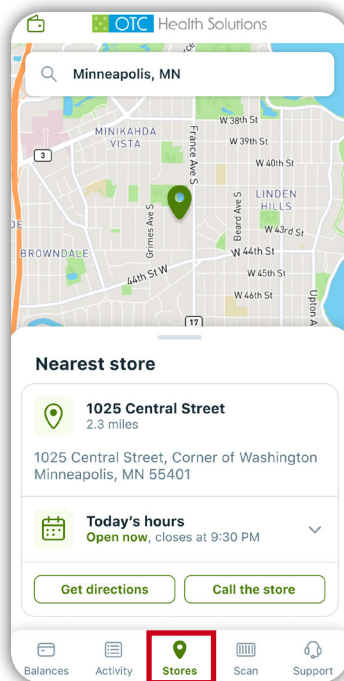 OTC Health Solutions
Minneapolis, MN
W 38th St
MINIKAHDA
VISTA
France Ave S
W 39th St
3
W 40th St
LINDEN
HILLS
Grimes Ave S
Beard Ave S
W 43rd St
BROWNDALE
W 44th St
44th St W
W 45th St
W 46th St
Upton A
17
Nearest store
1025 Central Street
2.3 miles
1025 Central Street, Corner of Washington
Minneapolis, MN 55401
Today's hours
Open now, closes at 9:30 PM
Get directions
Call the store
Balances
Activity
Stores
Scan
Support